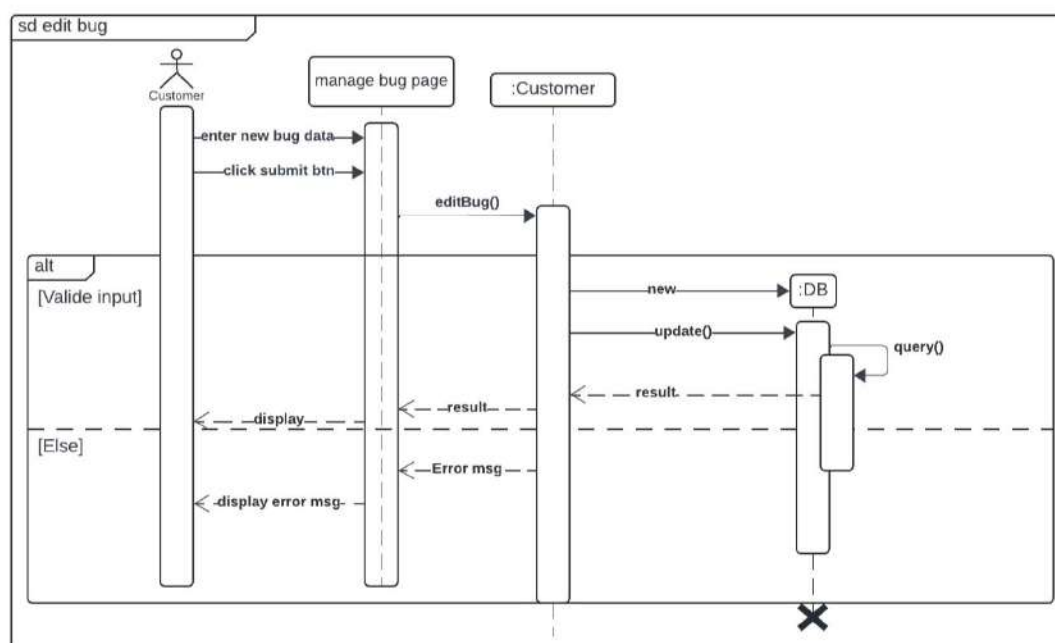 sd edit bug
Customer
manage bug page
:Customer
enter new bug data
click submit btn
editBug()
alt
[Valide input]
new
:DB
update()
query()
result
result
display
[Else]
Error msg
display error msg